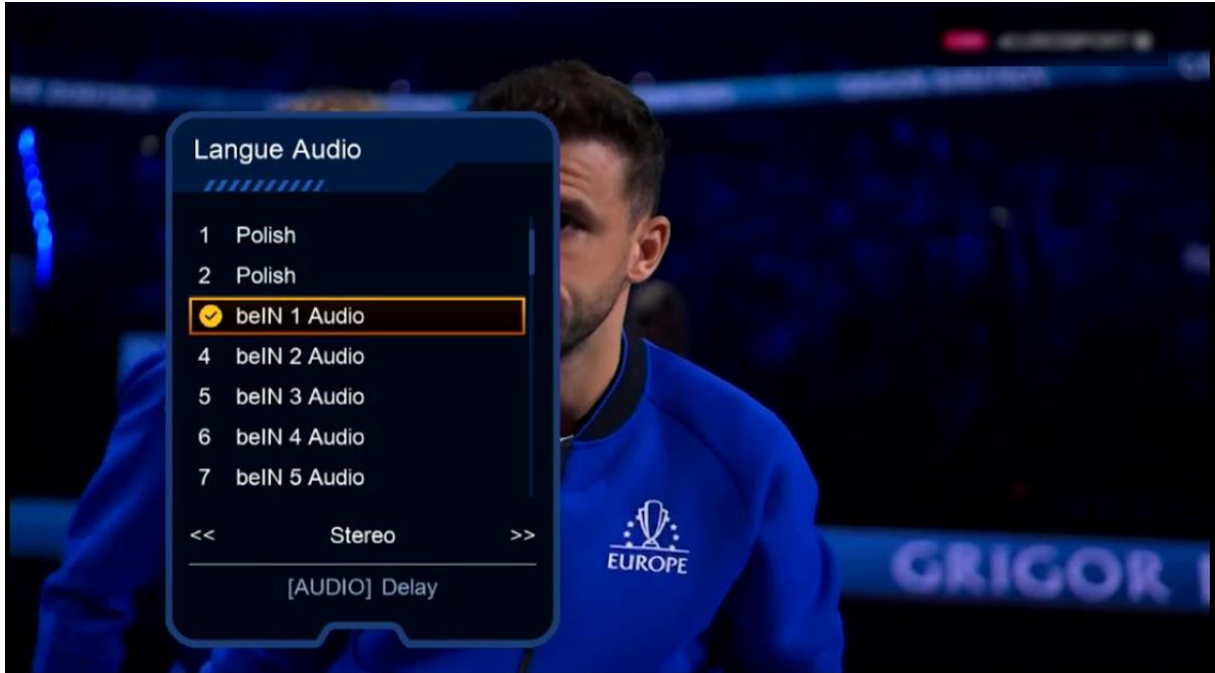 Langue Audio
1 Polish
2 Polish
beIN 1 Audio
4 beIN 2 Audio
5 beIN 3 Audio
6 beIN 4 Audio
7 beIN 5 Audio
<< Stereo >>
[AUDIO] Delay
EUROPE
GRIGOR